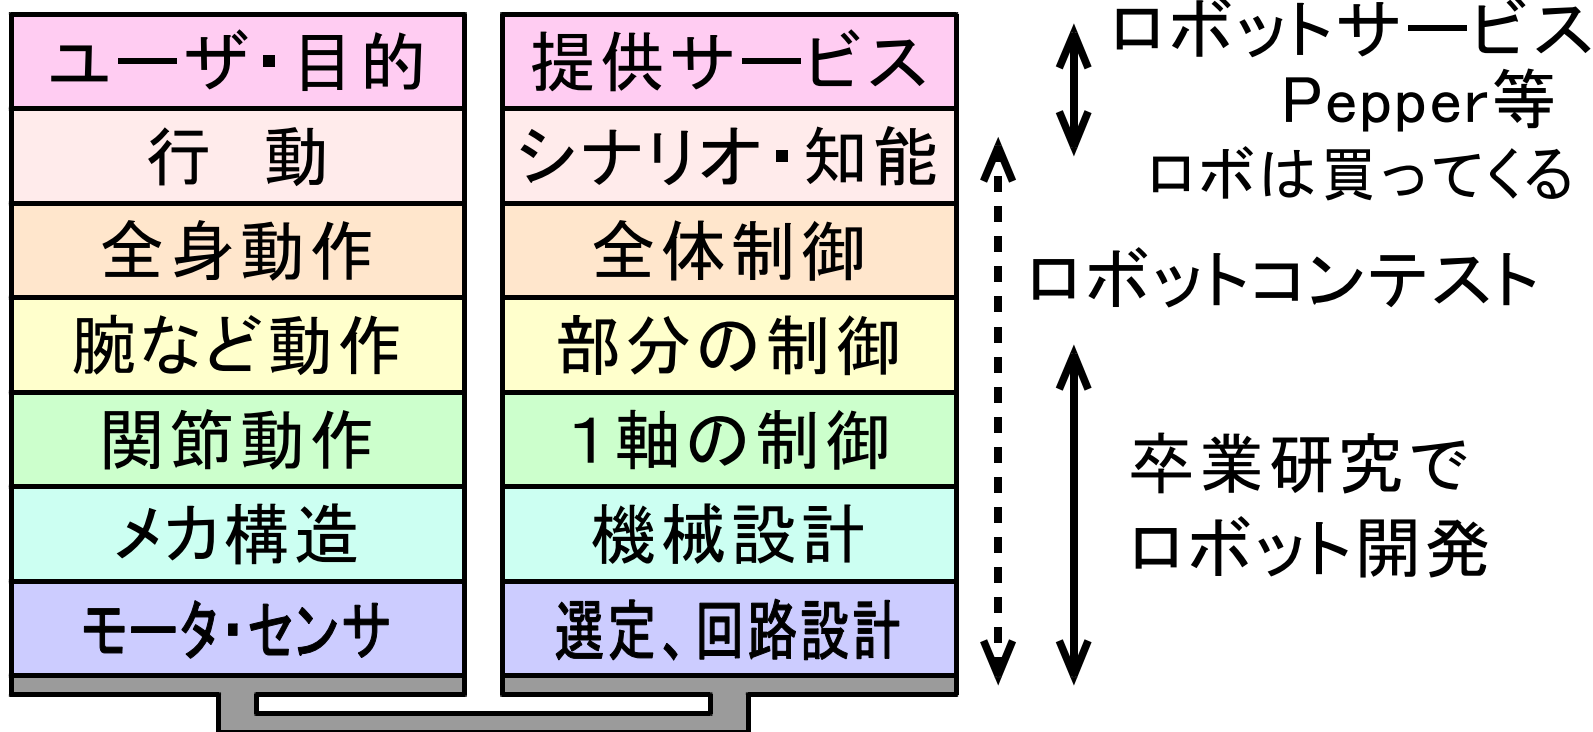 ユーザ・目的
行　動
全身動作
腕など動作
関節動作
メカ構造
モータ・センサ
提供サービス
シナリオ・知能
全体制御
部分の制御
１軸の制御
機械設計
選定、回路設計
ロボットサービス
Pepper等
ロボは買ってくる
ロボットコンテスト
卒業研究で
ロボット開発